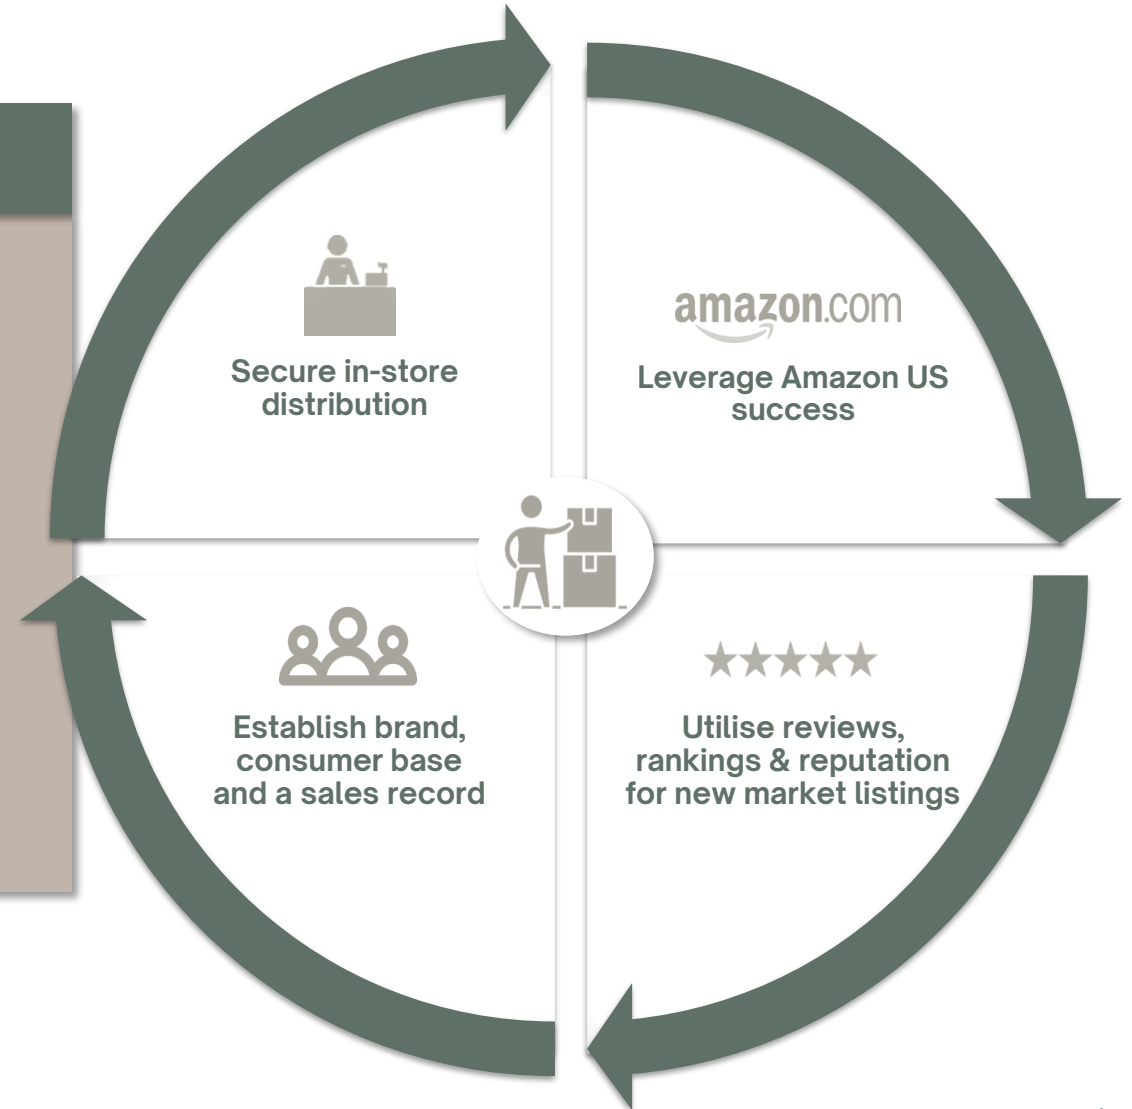 Secure in-store
distribution
amazon.com
Leverage Amazon US
success
Establish brand,
consumer base
and a sales record
Utilise reviews,
rankings & reputation
for new market listings